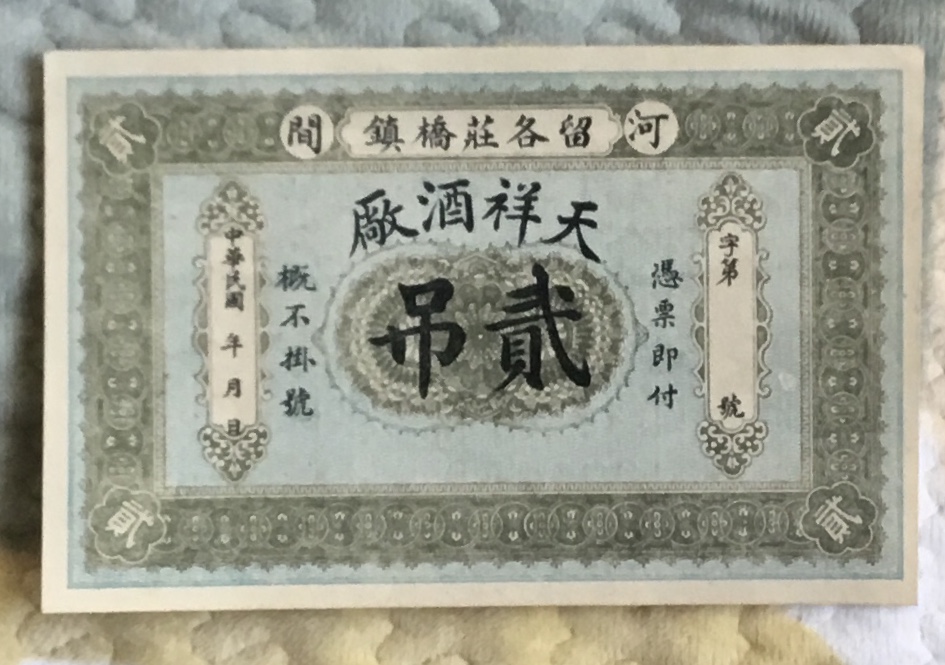 河間
留各莊橋鎮
天祥酒廠
貳吊
憑票即付
概不掛號
字第 號
中華民國 年 月 日
貳
貳
貳
貳